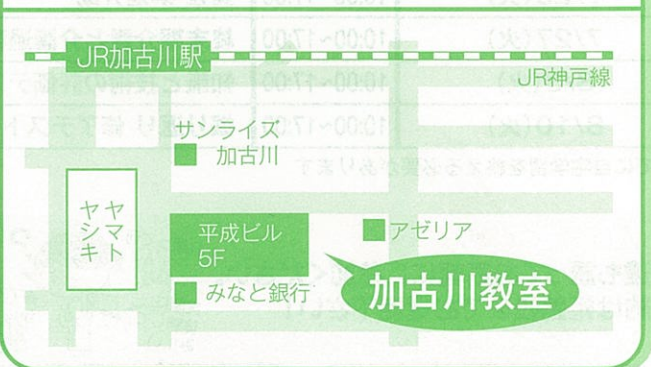 JR加古川駅
JR神戸線
サンライズ
加古川
ヤマト
ヤシキ
平成ビル
5F
アゼリア
みなと銀行
加古川教室